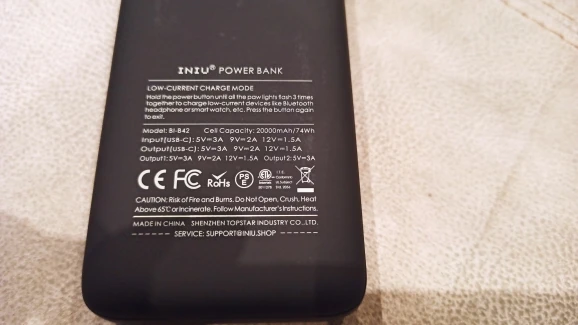 INIU® POWER BANK
LOW-CURRENT CHARGE MODE
Hold the power button until all the paw lights flash 3 times
together to charge low-current devices like Bluetooth
headphone or smart watch, etc. Press the button again
to exit.
Model: BI-B42 Cell Capacity: 20000mAh/74Wh
Input(USB-C): 5V=3A 9V=2A 12V=1.5A
Output(USB-C): 5V=3A 9V=2A 12V=1.5A
Output1: 5V=3A 9V=2A 12V=1.5A Output2: 5V=3A
CE FC RoHS PS E
CAUTION: Risk of Fire and Burns. Do Not Open, Crush, Heat
Above 65℃ or Incinerate. Follow Manufacturer's Instructions.
MADE IN CHINA SHENZHEN TOPSTAR INDUSTRY CO.,LTD.
SERVICE: SUPPORT@INIU.SHOP